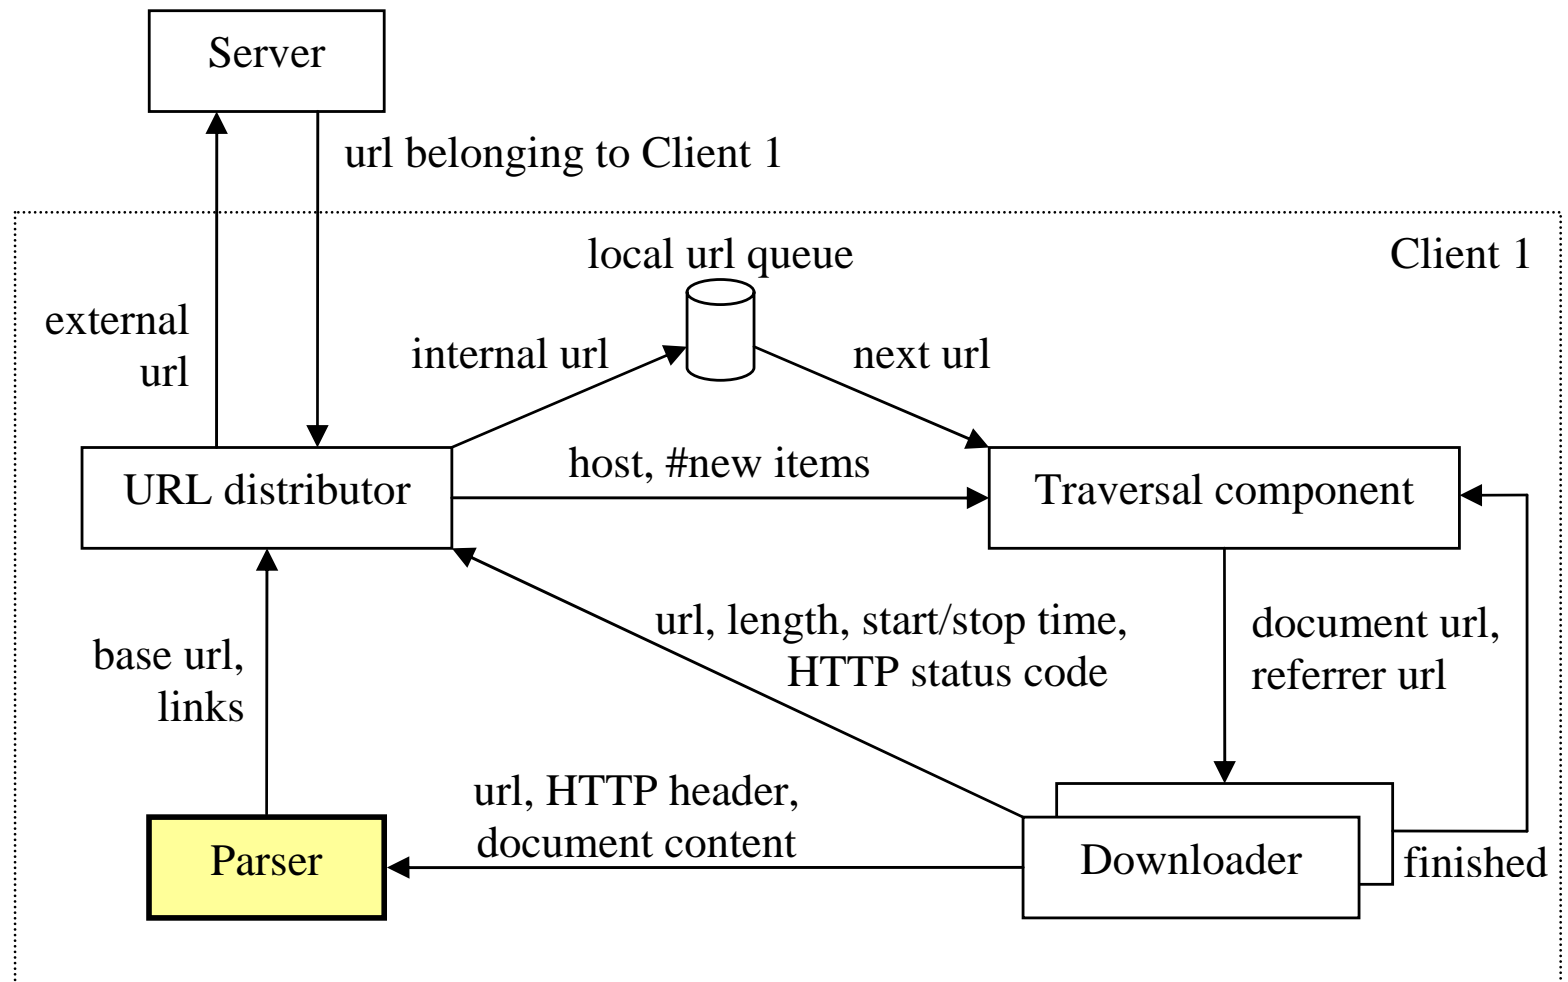 Server
url belonging to Client 1
Client 1
local url queue
external
url
internal url
next url
URL distributor
host, #new items
Traversal component
url, length, start/stop time,
HTTP status code
document url,
referrer url
base url,
links
url, HTTP header,
document content
Parser
Downloader
finished